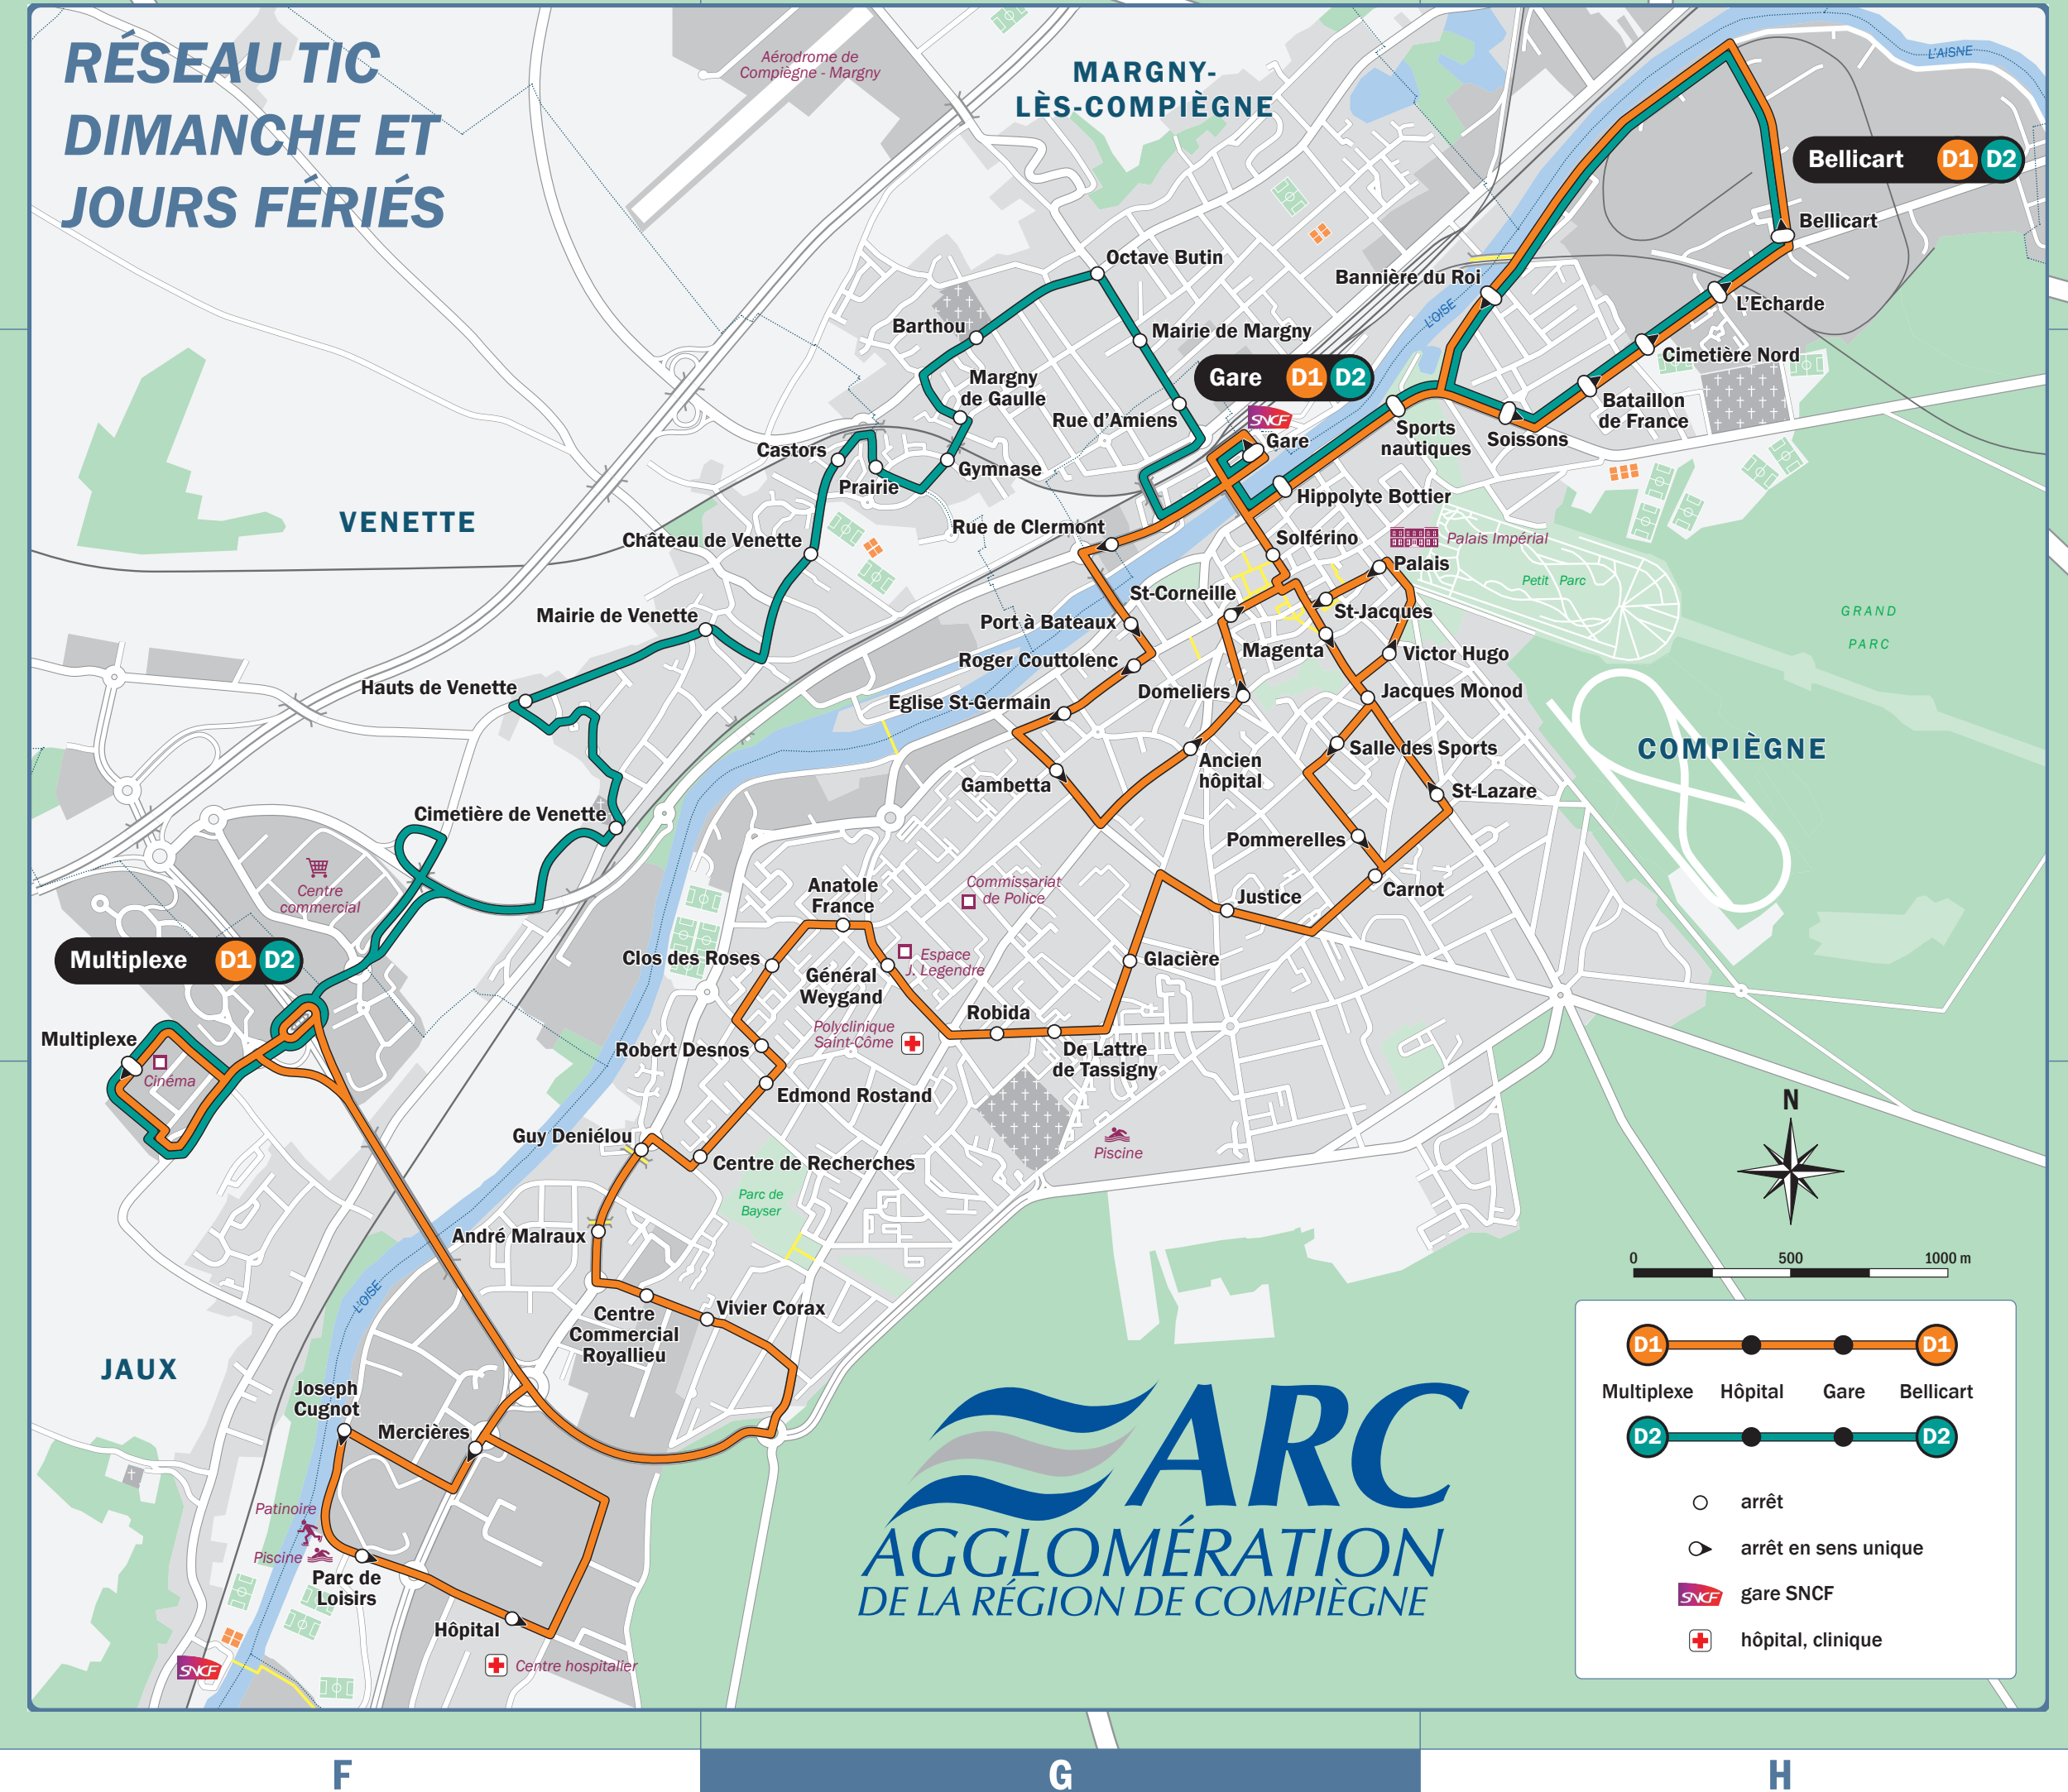 RÉSEAU TIC
DIMANCHE ET
JOURS FÉRIÉS
Aérodrome de
Compiègne - Margny
MARGNY-
LÈS-COMPIÈGNE
L'AISNE
Bellicart D1 D2
Bellicart
Octave Butin
Bannière du Roi
L'Echarde
L'OISE
Barthou
Mairie de Margny
Cimetière Nord
Gare D1 D2
Margny
de Gaulle
Bataillon
de France
SNCF
Rue d'Amiens
Sports
nautiques
Soissons
Gare
Castors
Gymnase
Prairie
Hippolyte Bottier
VENETTE
Rue de Clermont
Château de Venette
Solférino
Palais Impérial
Palais
Petit Parc
St-Corneille
St-Jacques
GRAND
PARC
Mairie de Venette
Port à Bateaux
Magenta
Victor Hugo
Roger Couttolenc
Hauts de Venette
Domeliers
Jacques Monod
Eglise St-Germain
Salle des Sports
COMPIÈGNE
Ancien
hôpital
Gambetta
St-Lazare
Cimetière de Venette
Pommerelles
Centre
commercial
Anatole
France
Commissariat
de Police
Justice
Carnot
Multiplexe D1 D2
Clos des Roses
Espace
J. Legendre
Général
Weygand
Glacière
Robida
Polyclinique
Saint-Côme
Multiplexe
Robert Desnos
De Lattre
de Tassigny
Cinéma
Edmond Rostand
N
Guy Deniélou
Centre de Recherches
Piscine
Parc de
Bayser
André Malraux
0 500 1000 m
L'OISE
Vivier Corax
Centre
Commercial
Royallieu
D1 D1
JAUX
Multiplexe Hôpital Gare Bellicart
Joseph
Cugnot
Mercières
D2 D2
ARC
AGGLOMÉRATION
DE LA RÉGION DE COMPIÈGNE
Patinoire
Piscine
arrêt
arrêt en sens unique
Parc de
Loisirs
SNCF gare SNCF
Hôpital
hôpital, clinique
Centre hospitalier
SNCF
F G H